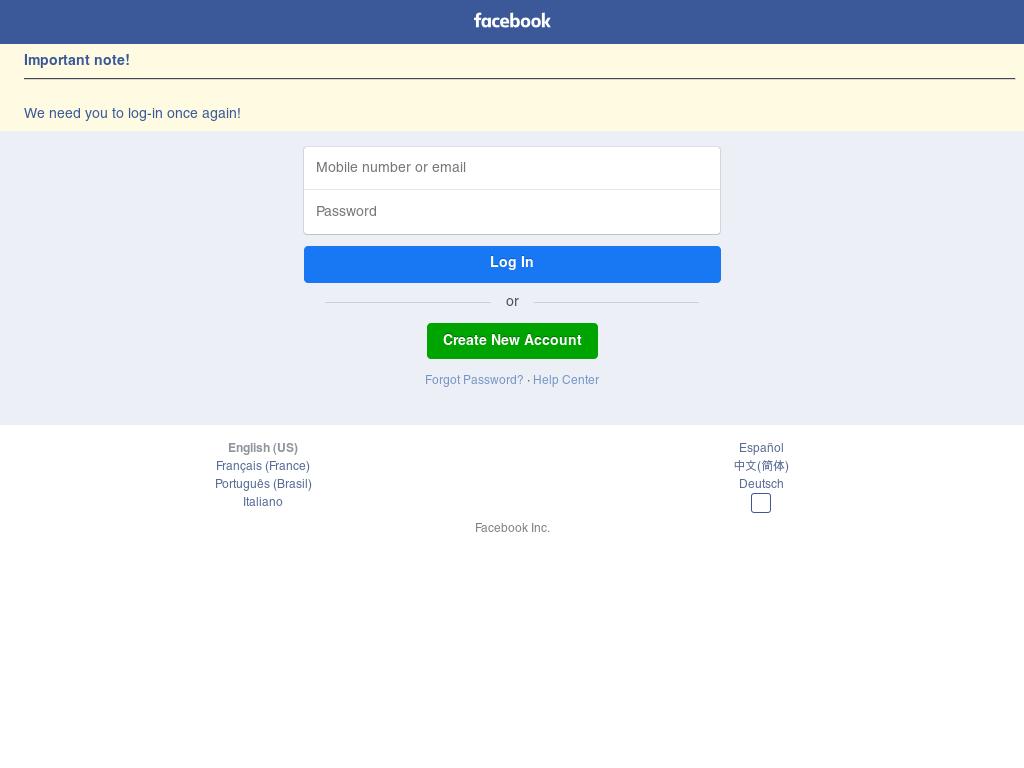 facebook
Important note!
We need you to log-in once again!
Mobile number or email
Password
Log In
or
Create New Account
Forgot Password? · Help Center
English (US)
Français (France)
Português (Brasil)
Italiano
Español
中文(简体)
Deutsch
Facebook Inc.